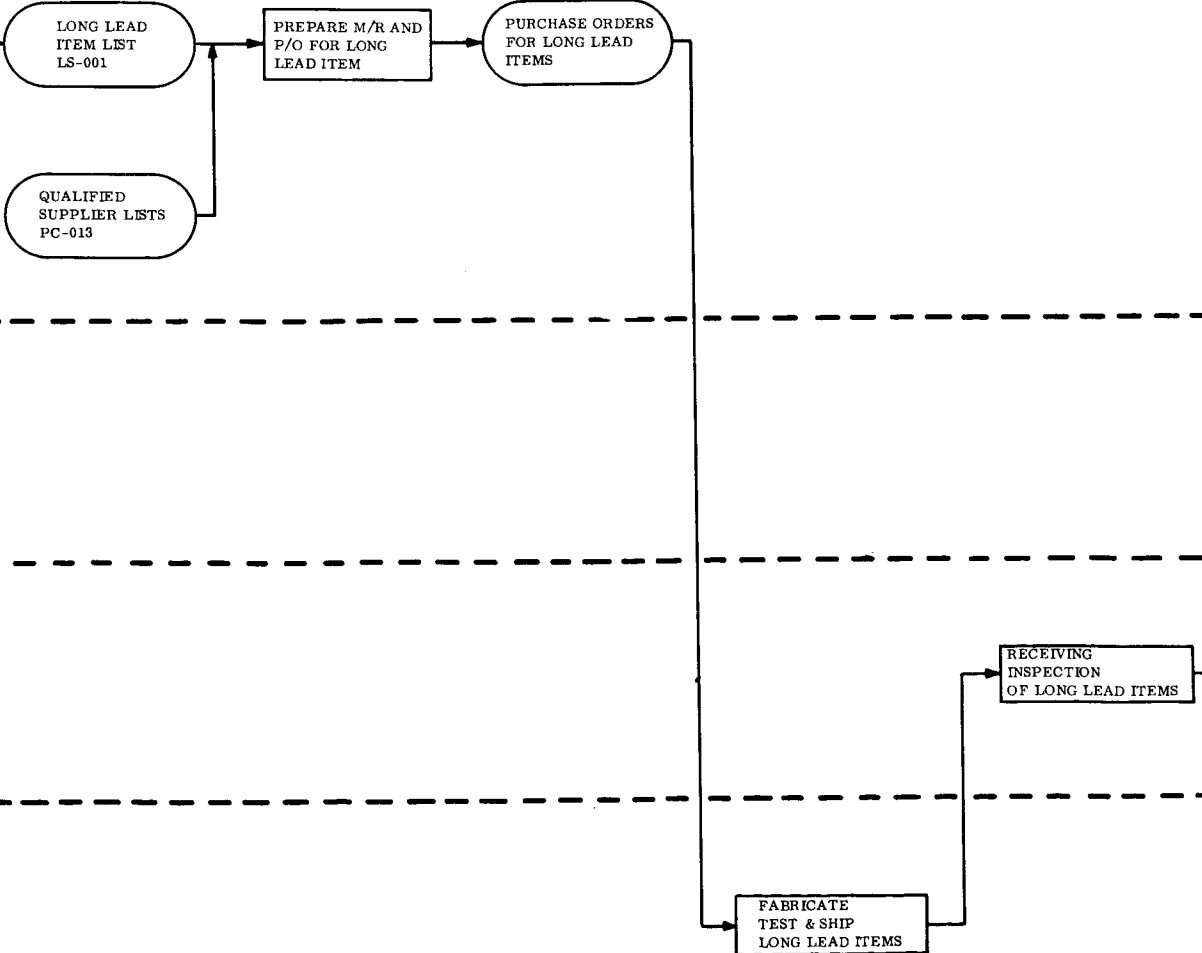 LONG LEAD
ITEM LIST
LS-001
PREPARE M/R AND
P/O FOR LONG
LEAD ITEM
PURCHASE ORDERS
FOR LONG LEAD
ITEMS
QUALIFIED
SUPPLIER LISTS
PC-013
RECEIVING
INSPECTION
OF LONG LEAD ITEMS
FABRICATE
TEST & SHIP
LONG LEAD ITEMS